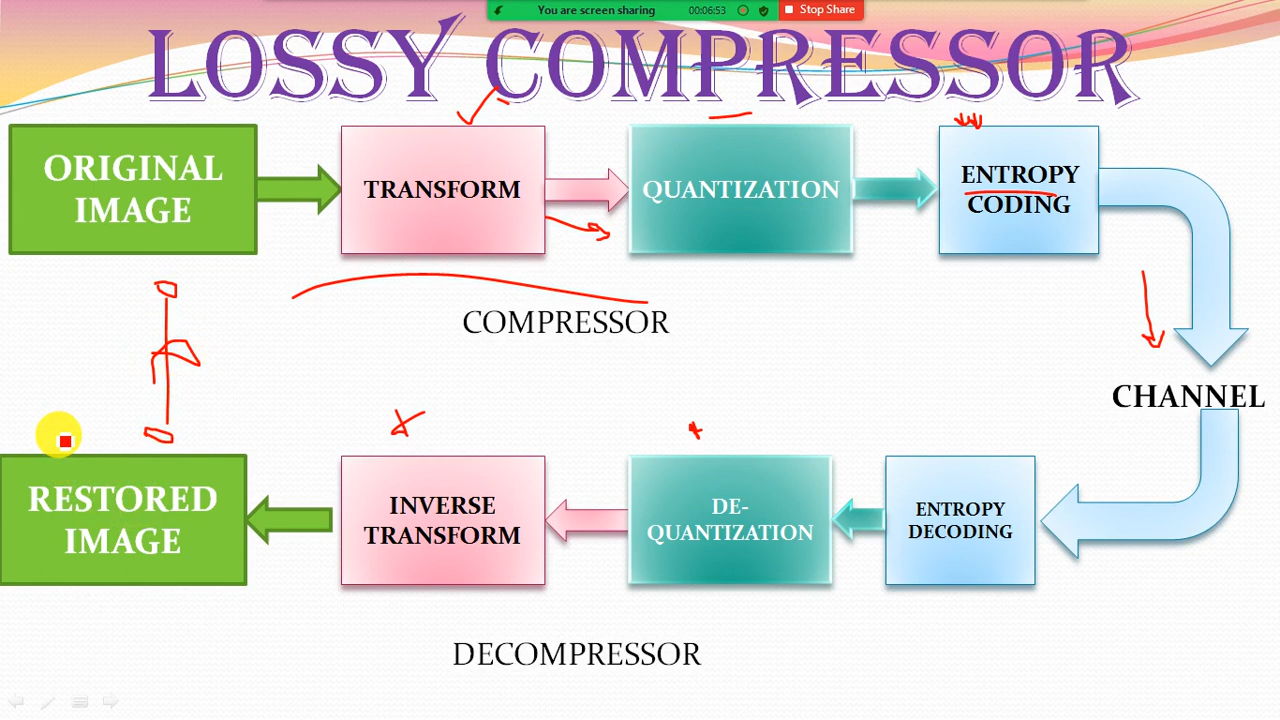 You are screen sharing 00:06:53 Stop Share
LOSSY COMPRESSOR
ORIGINAL
IMAGE
TRANSFORM
QUANTIZATION
ENTROPY
CODING
COMPRESSOR
CHANNEL
RESTORED
IMAGE
INVERSE
TRANSFORM
DE-
QUANTIZATION
ENTROPY
DECODING
DECOMPRESSOR